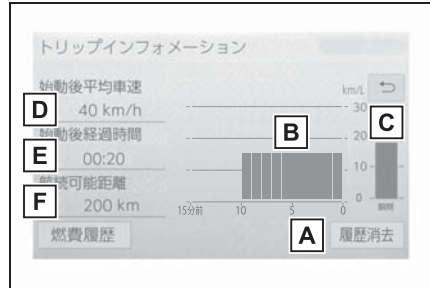 トリップインフォメーション
始動後平均車速
D
40 km/h
始動後経過時間
E
00:20
航続可能距離
F
200 km
燃費履歴
km/L
30
20
10
0
B
C
15分前
10
5
0
瞬間
A
履歴消去